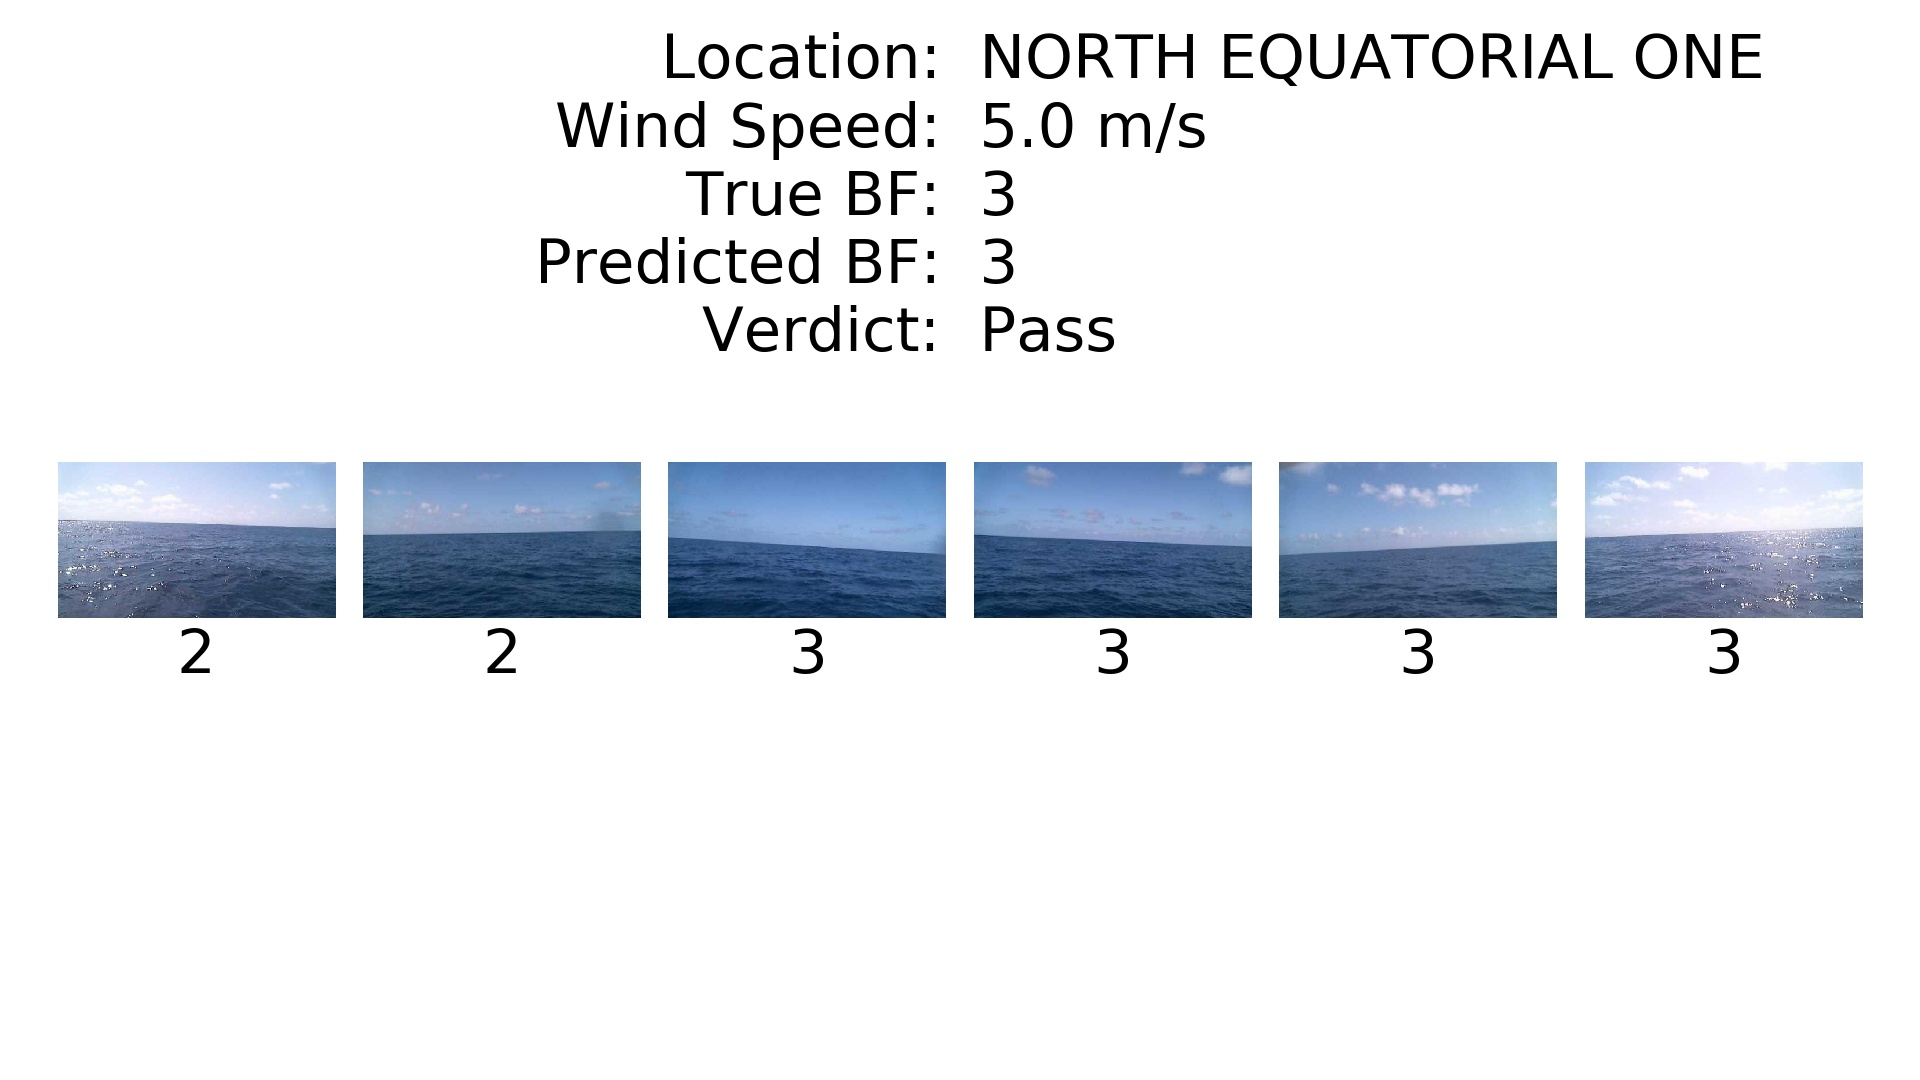 Location: NORTH EQUATORIAL ONE
Wind Speed: 5.0 m/s
True BF: 3
Predicted BF: 3
Verdict: Pass
2 2 3 3 3 3